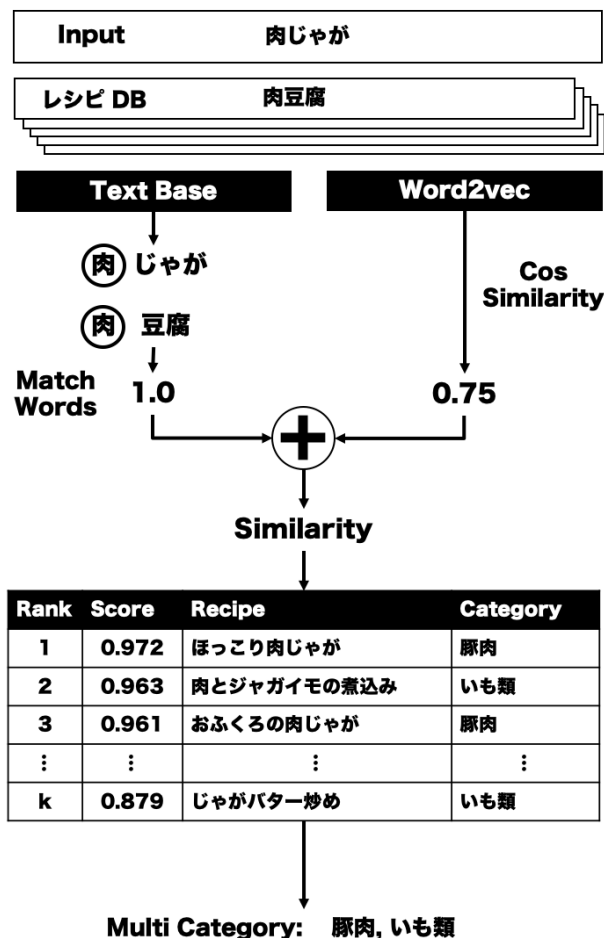 Input 肉じゃが
レシピ DB 肉豆腐
Text Base Word2vec
肉 じゃが
肉 豆腐
Cos
Similarity
Match
Words
1.0
0.75
+
Similarity
Rank Score Recipe Category
1 0.972 ほっこり肉じゃが 豚肉
2 0.963 肉とジャガイモの煮込み いも類
3 0.961 おふくろの肉じゃが 豚肉
⋮ ⋮ ⋮ ⋮
k 0.879 じゃがバター炒め いも類
Multi Category: 豚肉, いも類